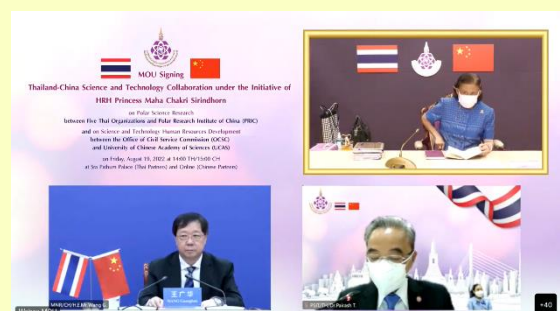 MOU Signing
Thailand-China Science and Technology Collaboration under the Initiative of
HRH Princess Maha Chakri Sirindhorn
on Polar Science Research
between Five Thai Organizations and Polar Research Institute of China (PRIC)
and on Science and Technology Human Resources Development
between the Office of Civil Service Commission (OCSC)
and University of Chinese Academy of Sciences (UCAS)
on Friday, August 19, 2022 at 14:00 TH/15:00 CH
at Sra Pathum Palace (Thai Partners) and Online (Chinese Partners)
王广华
+40